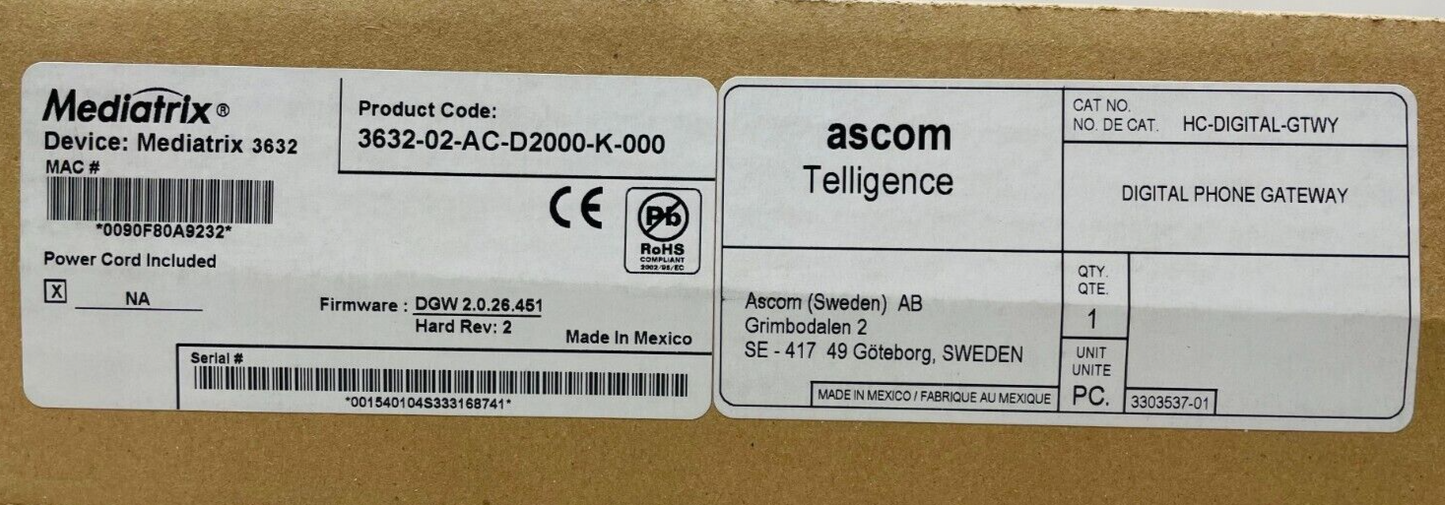 Mediatrix®
Device: Mediatrix 3632
MAC #
*0090F80A9232*
Power Cord Included
X NA
Product Code:
3632-02-AC-D2000-K-000
CE
Pb
RoHS
COMPLIANT
2002/95/EC
Firmware : DGW 2.0.26.451
Hard Rev: 2
Made In Mexico
Serial #
*001540104S333168741*
ascom
Telligence
CAT NO.
NO. DE CAT. HC-DIGITAL-GTWY
DIGITAL PHONE GATEWAY
Ascom (Sweden) AB
Grimbodalen 2
SE - 417 49 Göteborg, SWEDEN
MADE IN MEXICO / FABRIQUE AU MEXIQUE
QTY.
QTE.
1
UNIT
UNITE
PC.
3303537-01